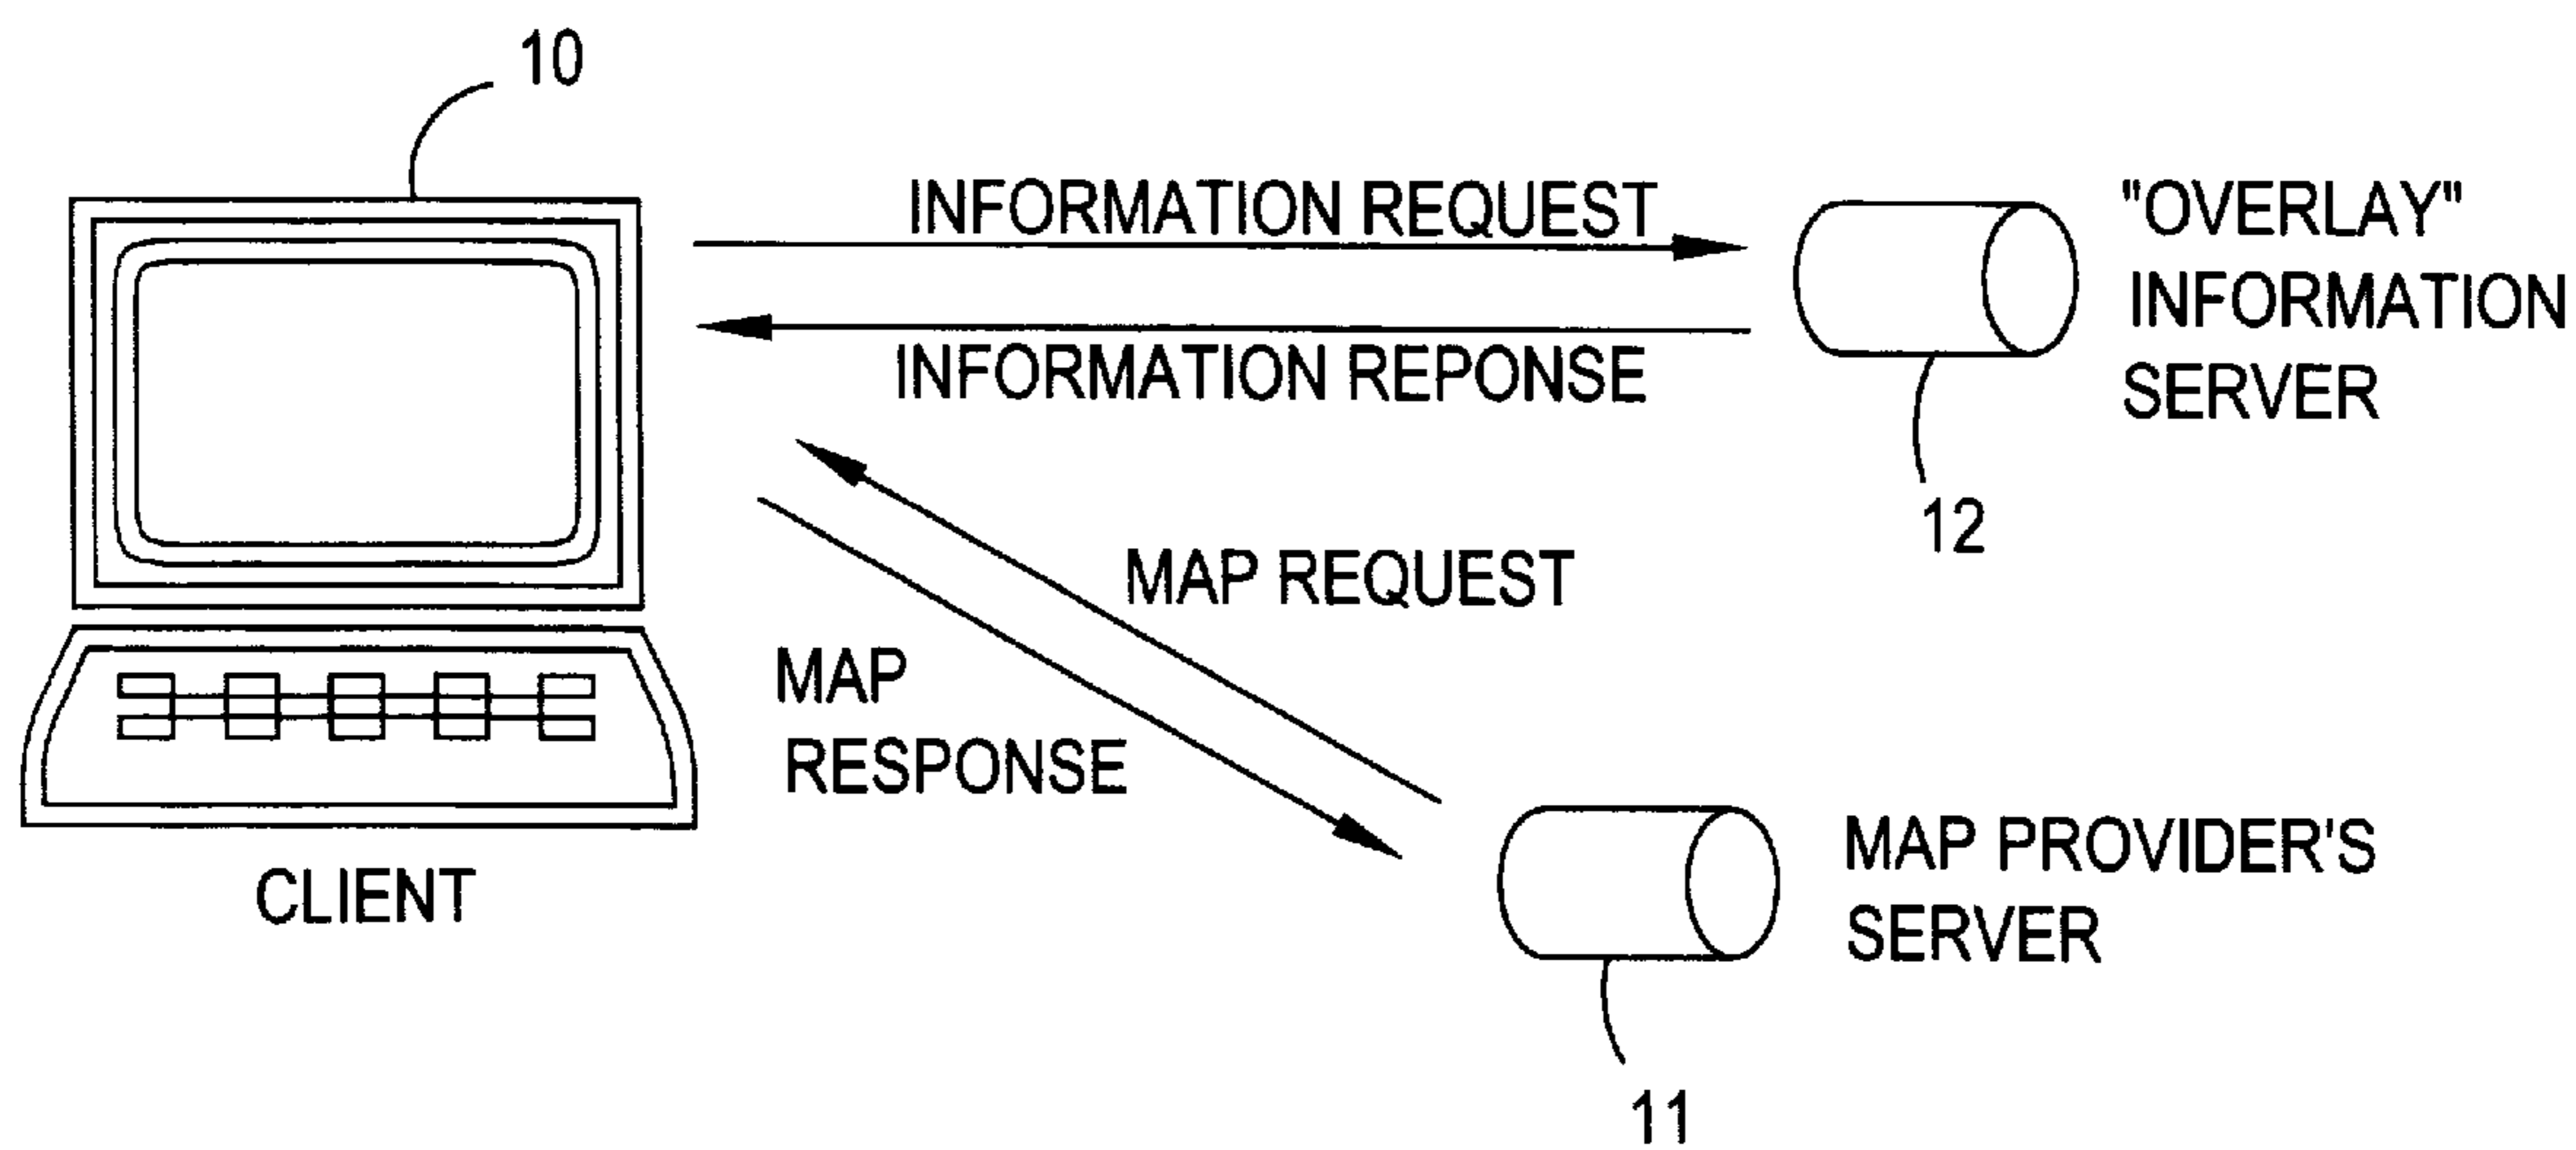 10
INFORMATION REQUEST
"OVERLAY"
INFORMATION
SERVER
INFORMATION REPONSE
12
MAP REQUEST
MAP
RESPONSE
CLIENT
MAP PROVIDER'S
SERVER
11